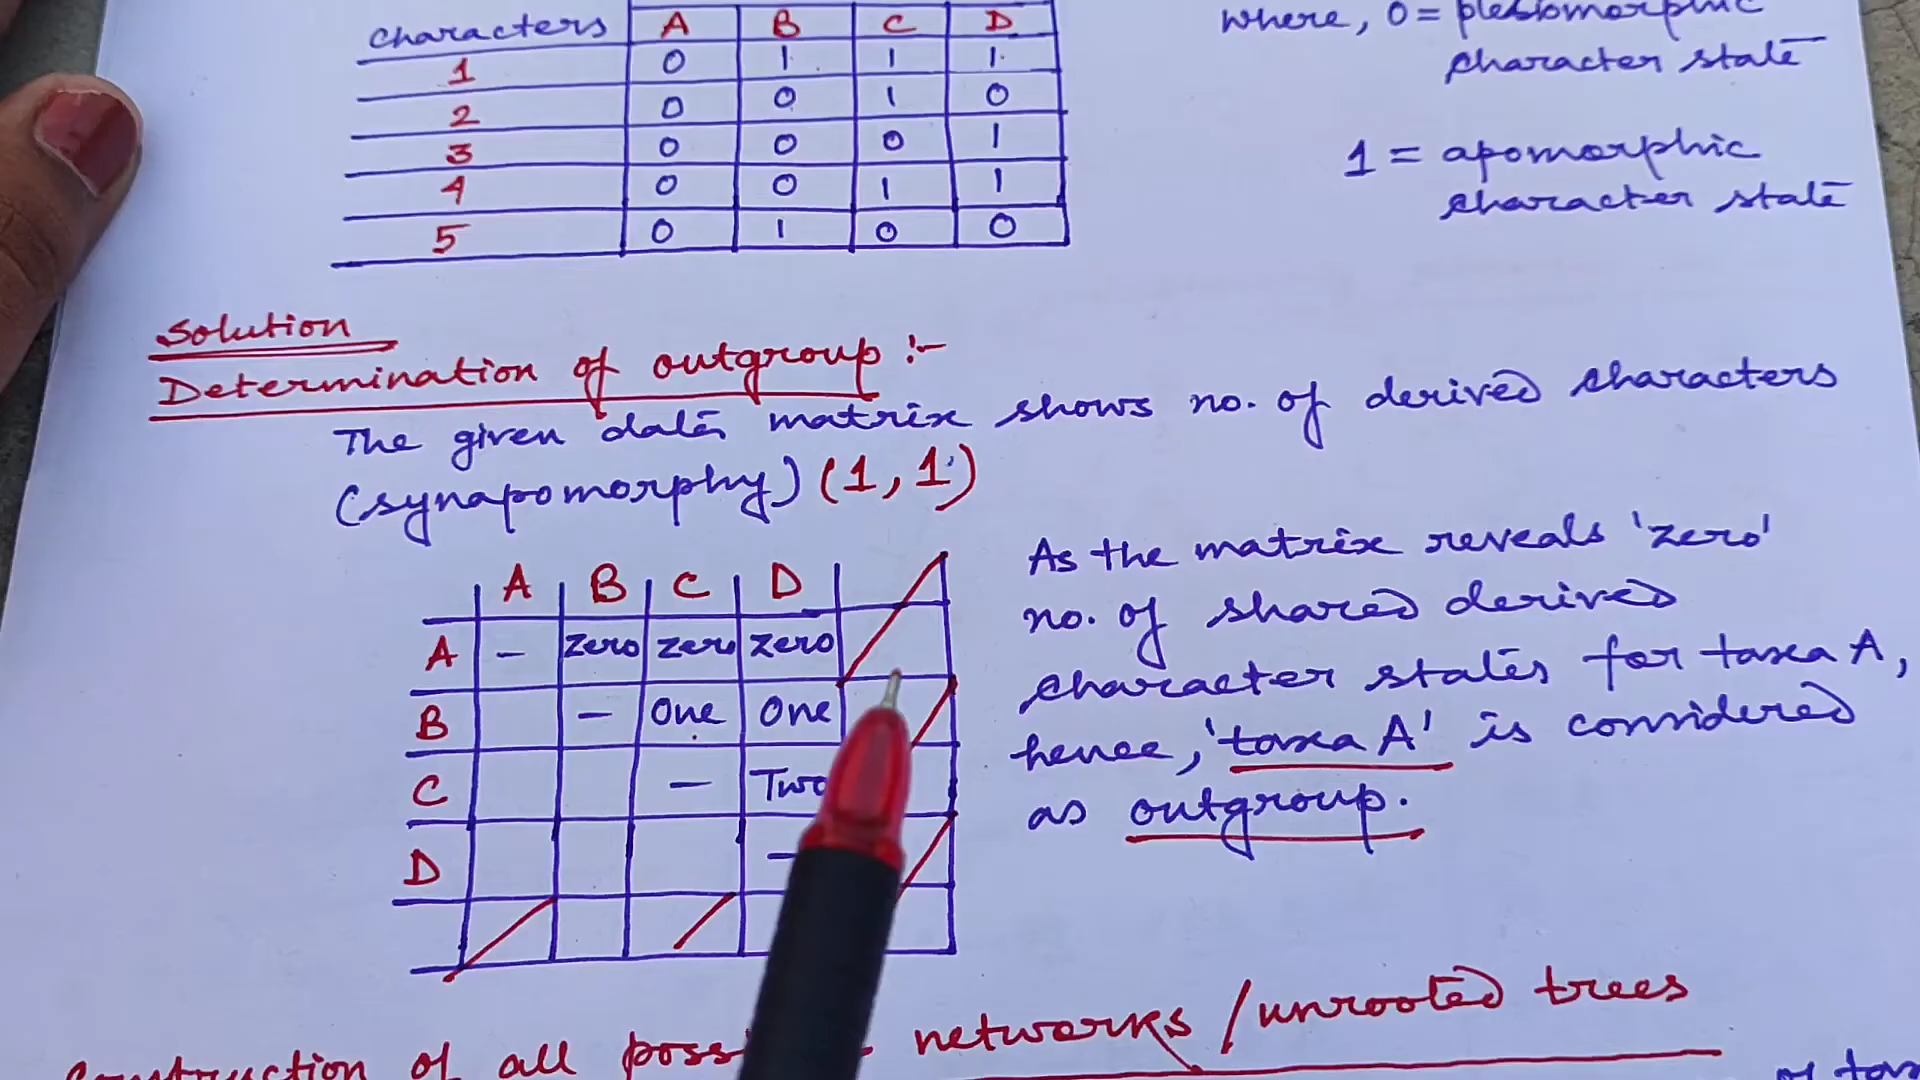 characters A B C D
1 0 1 1 1
2 0 0 1 0
3 0 0 0 1
4 0 0 1 1
5 0 1 0 0
where, 0 = plesiomorphic
character state
1 = apomorphic
character state
Solution
Determination of outgroup :-
The given data matrix shows no. of derived characters
(synapomorphy) (1, 1)
A B C D
A - zero zero zero
B - One One
C - Two
D -
As the matrix reveals 'zero'
no. of shared derived
character states for taxa A,
hence, 'taxa A' is considered
as outgroup.
Construction of all networks / unrooted trees